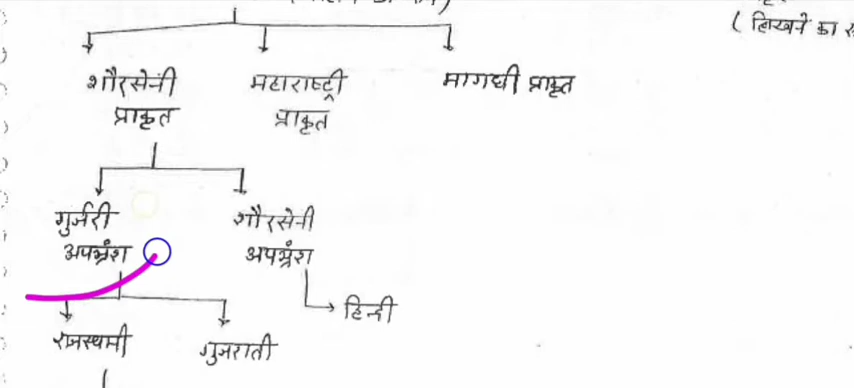 ( लिखने का
शौरसेनी महाराष्ट्री मागधी प्राकृत
प्राकृत प्राकृत
गुर्जरी शौरसेनी
अपभ्रंश अपभ्रंश
हिन्दी
राजस्थानी गुजराती